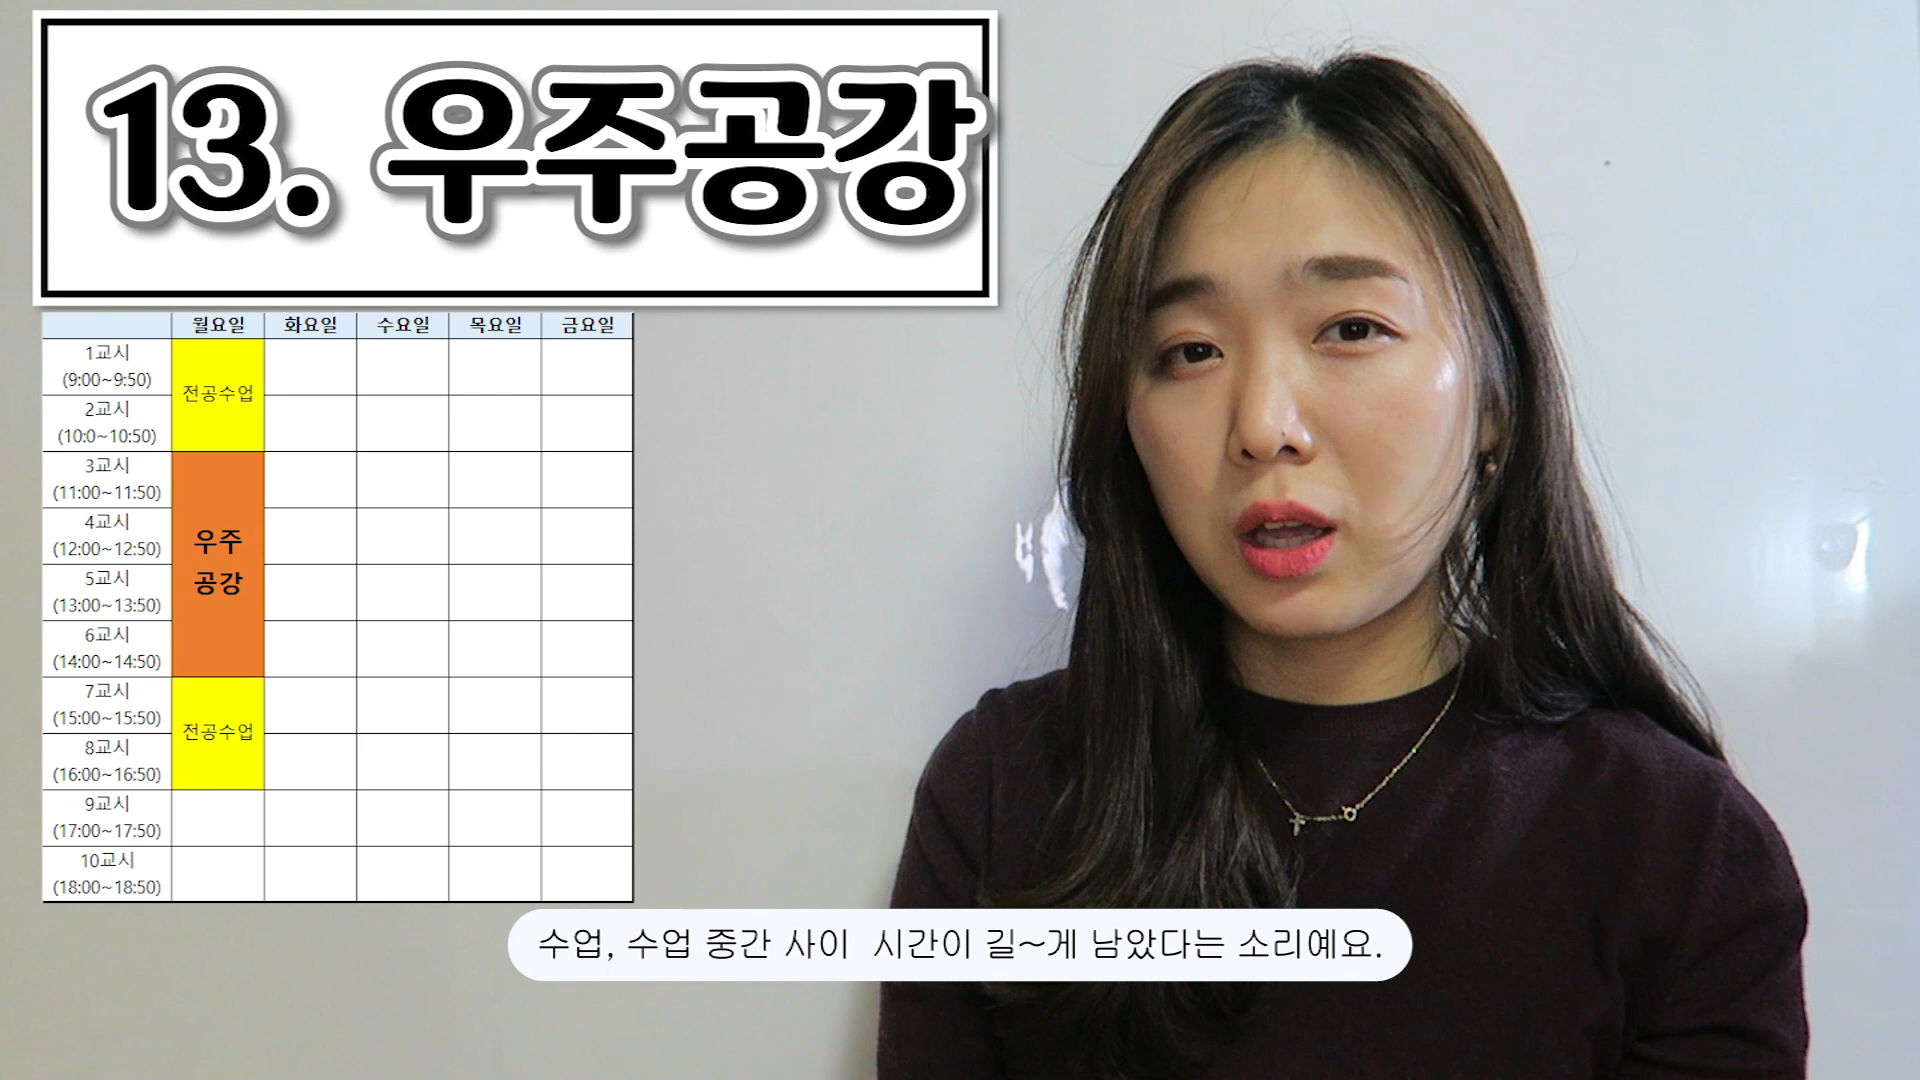 13. 우주공강
월요일 화요일 수요일 목요일 금요일
1교시
(9:00~9:50)
전공수업
2교시
(10:0~10:50)
3교시
(11:00~11:50)
4교시
(12:00~12:50)
우주
공강
5교시
(13:00~13:50)
6교시
(14:00~14:50)
7교시
(15:00~15:50)
전공수업
8교시
(16:00~16:50)
9교시
(17:00~17:50)
10교시
(18:00~18:50)
수업, 수업 중간 사이 시간이 길~게 남았다는 소리예요.